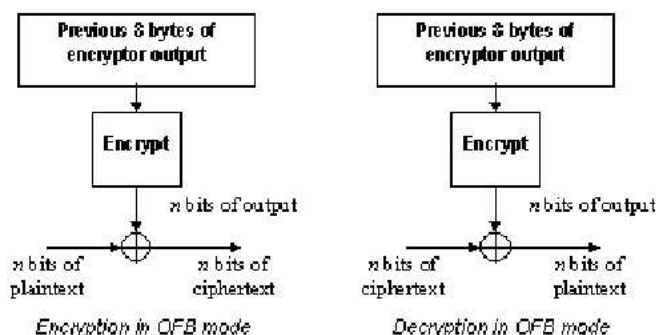 Previous 8 bytes of
encryptor output
Encrypt
n bits of output
n bits of
plaintext
n bits of
ciphertext
Encryption in OFB mode
Previous 8 bytes of
encryptor output
Encrypt
n bits of output
n bits of
ciphertext
n bits of
plaintext
Decryption in OFB mode